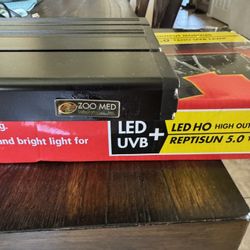 ZOO MED
g.
and bright light for
LED
UVB
+
LED HO HIGH OUT
REPTISUN 5.0 T